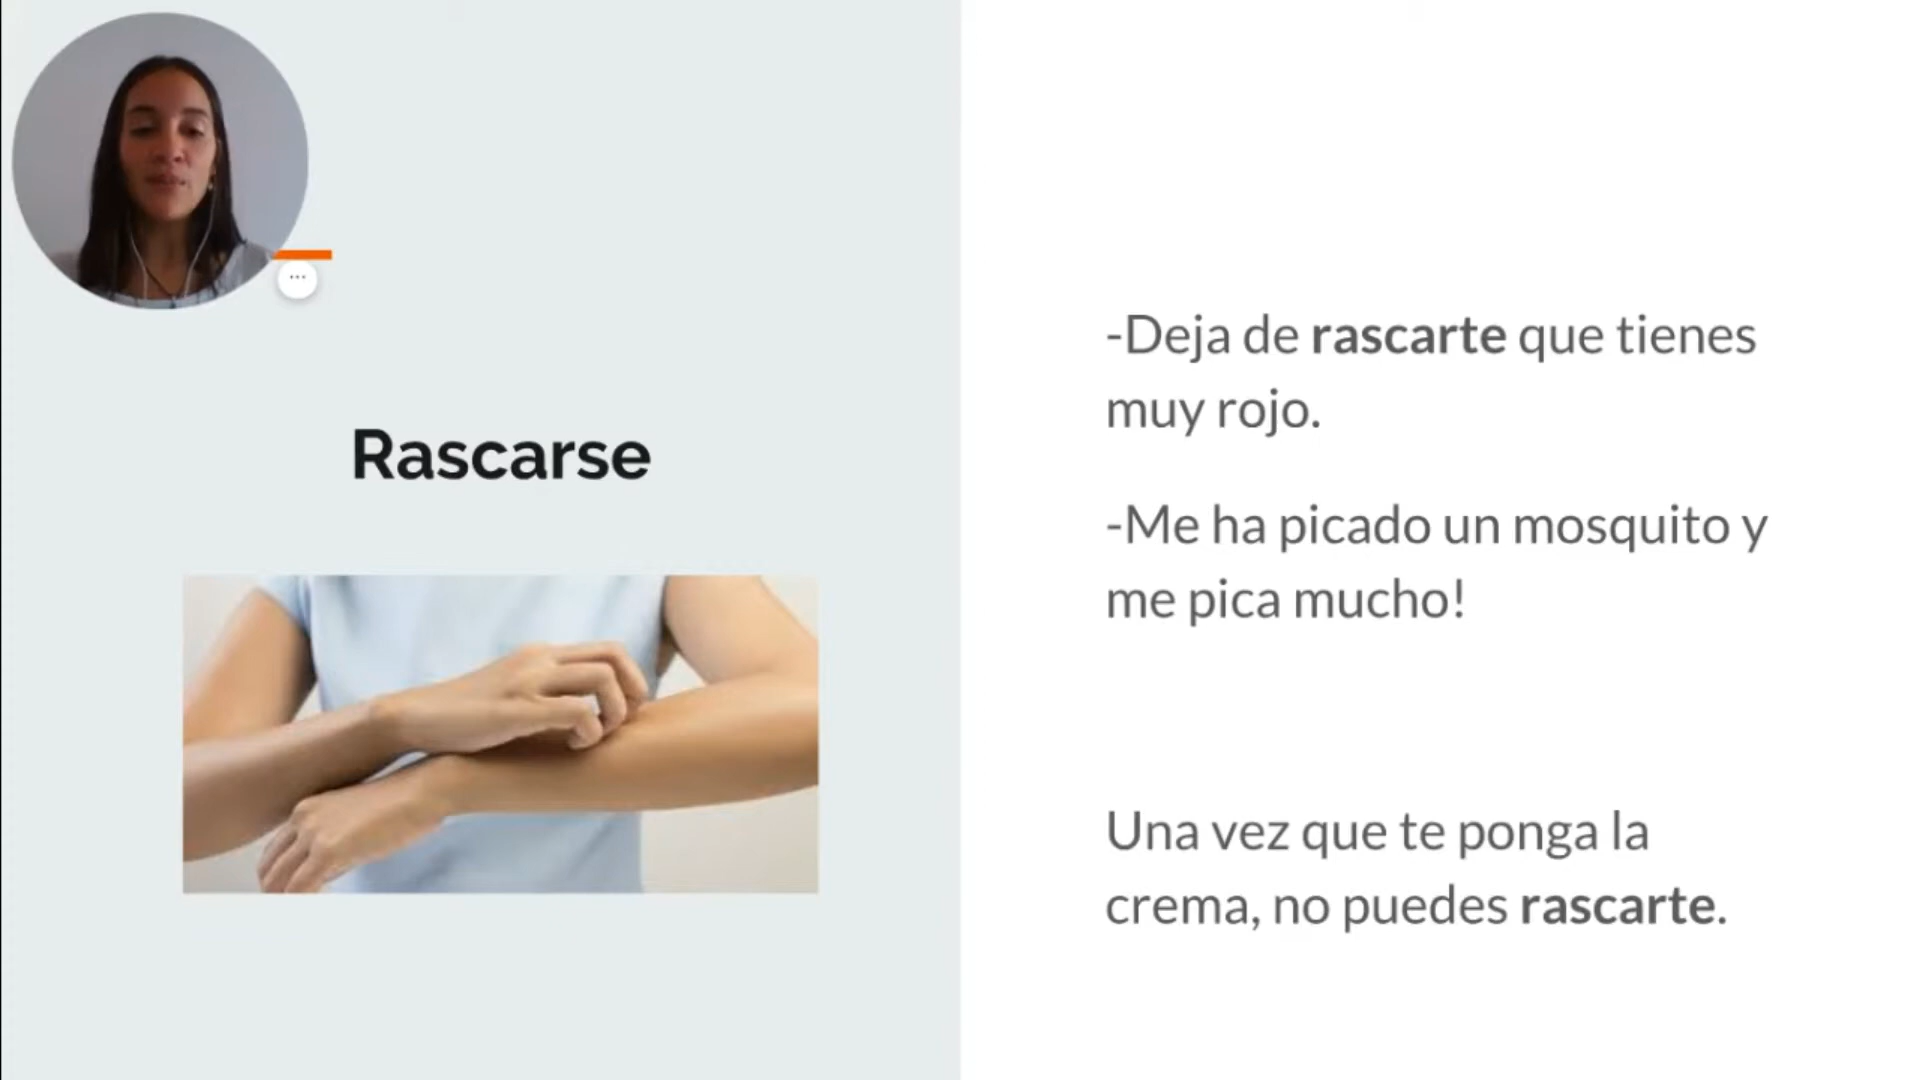 Rascarse
-Deja de rascarte que tienes
muy rojo.
-Me ha picado un mosquito y
me pica mucho!
Una vez que te ponga la
crema, no puedes rascarte.